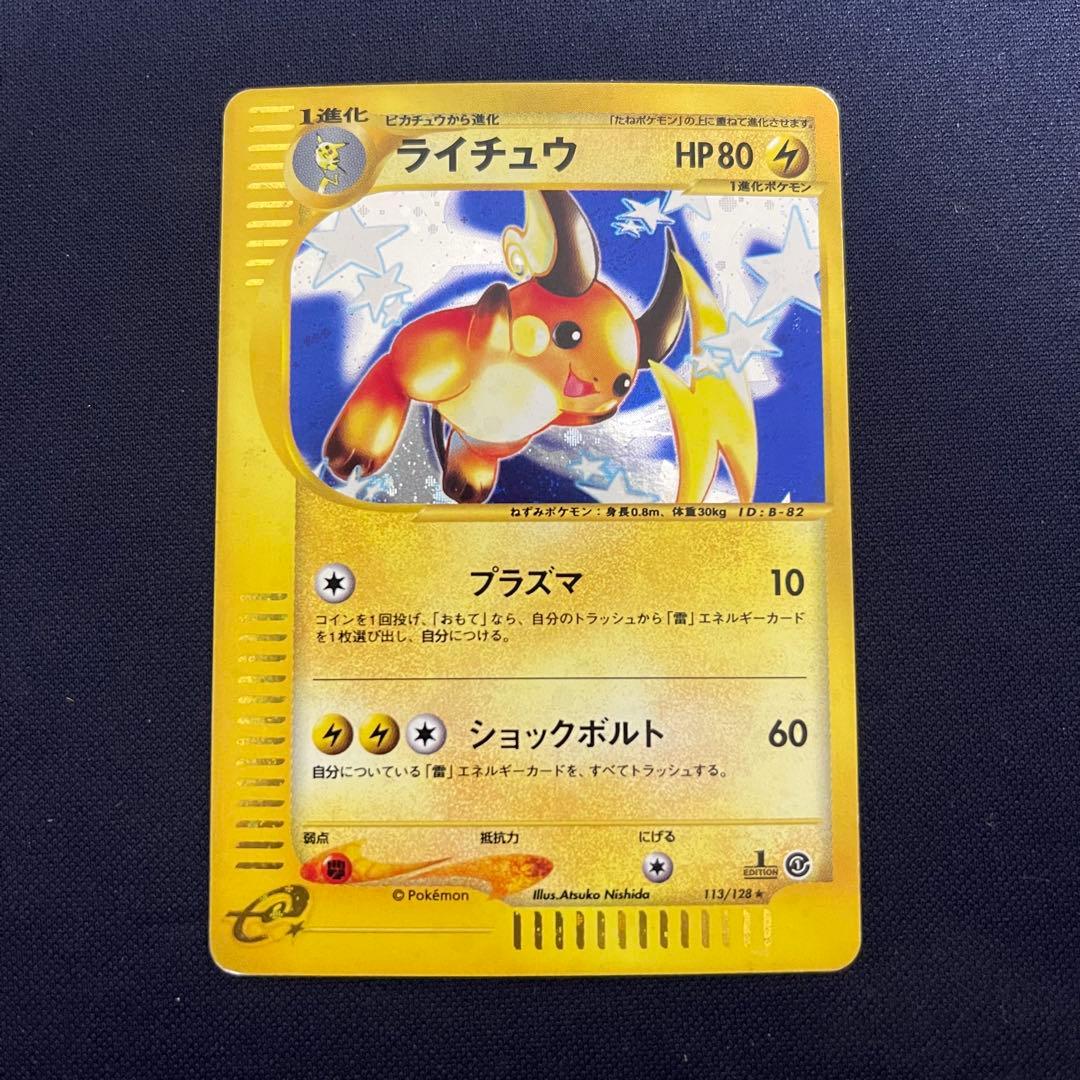 1進化
ピカチュウから進化 「たねポケモン」の上に重ねて進化させます。
ライチュウ HP80
1進化ポケモン
ねずみポケモン：身長0.8m、体重30kg ID:B-82
プラズマ 10
コインを1回投げ、「おもて」なら、自分のトラッシュから「雷」エネルギーカード
を1枚選び出し、自分につける。
ショックボルト 60
自分についている「雷」エネルギーカードを、すべてトラッシュする。
弱点 抵抗力 にげる
1
EDITION
© Pokémon Illus.Atsuko Nishida 113/128★
e